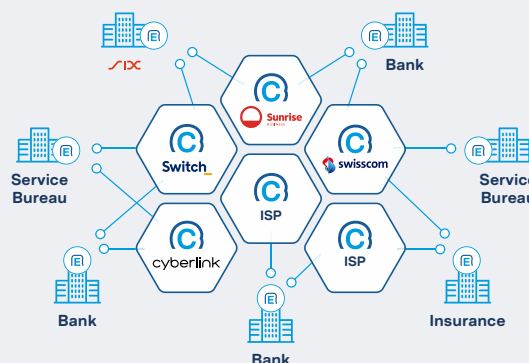 E
E
SIX
Bank
C
Sunrise
C
Switch
C
swisscom
E
E
Service
Bureau
Service
Bureau
C
ISP
C
cyberlink
C
ISP
E
E
E
Bank
Insurance
Bank